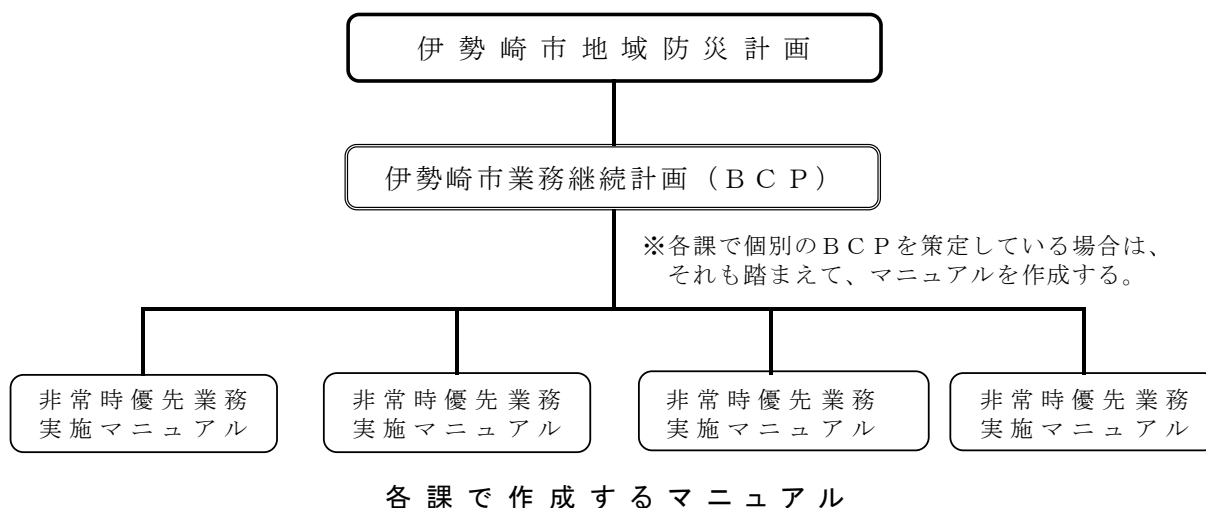 伊勢崎市地域防災計画
伊勢崎市業務継続計画（ＢＣＰ）
※各課で個別のＢＣＰを策定している場合は、
それも踏まえて、マニュアルを作成する。
非常時優先業務
実施マニュアル
非常時優先業務
実施マニュアル
非常時優先業務
実施マニュアル
非常時優先業務
実施マニュアル
各課で作成するマニュアル